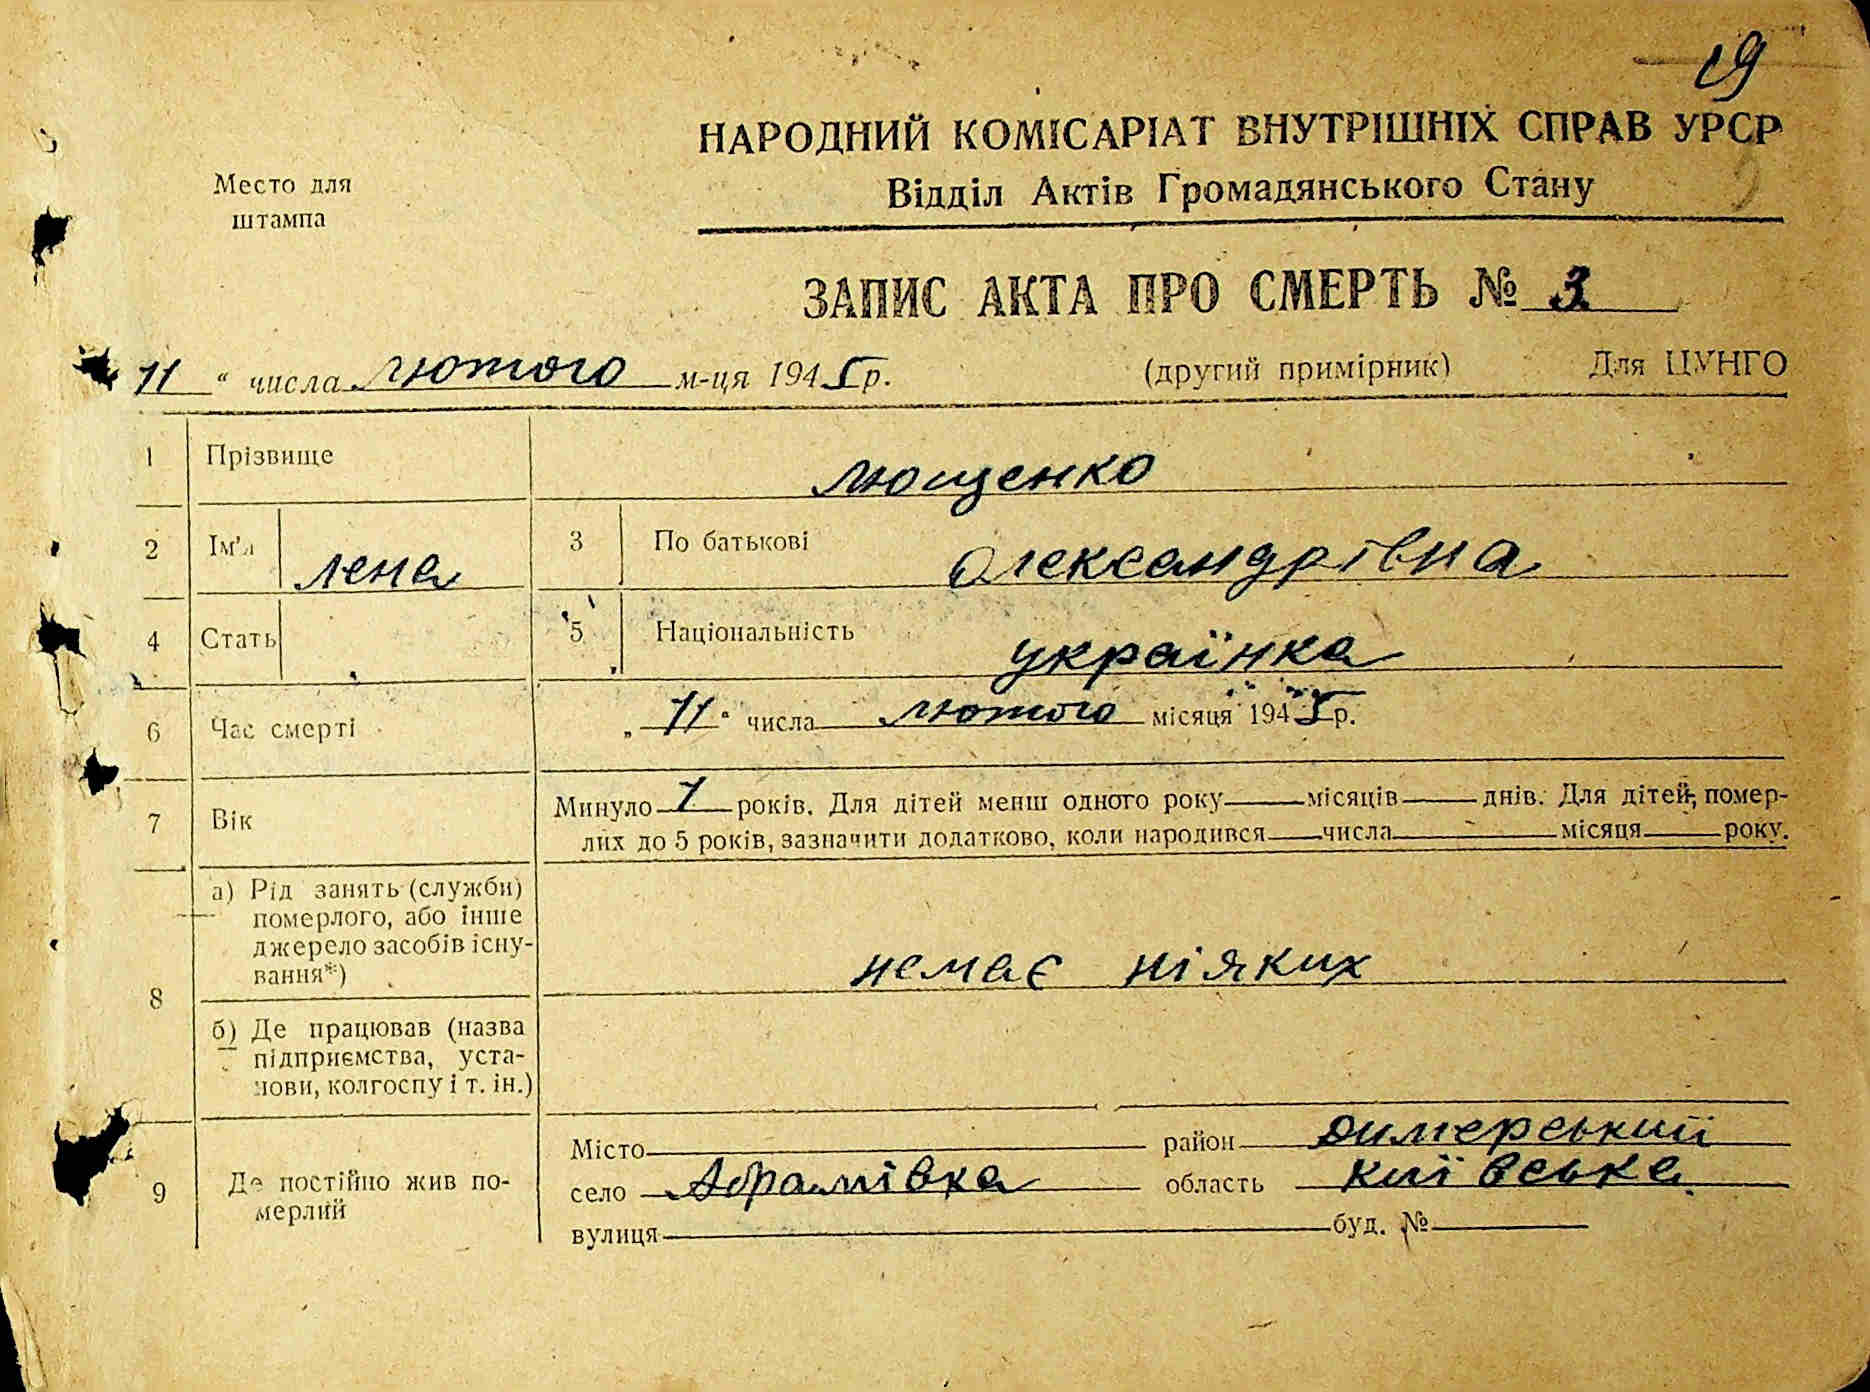 19
НАРОДНИЙ КОМІСАРІАТ ВНУТРІШНІХ СПРАВ УРСР
Место для штампа
Відділ Актів Громадянського Стану
ЗАПИС АКТА ПРО СМЕРТЬ № 3
11 " числа лютого м-ця 1945 р. (другий примірник) Для ЦУНГО
1 Прізвище Лющенко
2 Ім'я Лена 3 По батькові Олександрівна
4 Стать 5 Національність українка
6 Час смерті „ 11 " числа лютого місяця 1945 р.
7 Вік Минуло 1 років. Для дітей менш одного року місяців днів. Для дітей, помер-
лих до 5 років, зазначити додатково, коли народився числа місяця року.
8 а) Рід занять (служби)
померлого, або інше
джерело засобів існу-
вання*) немає ніяких
б) Де працював (назва
підприємства, уста-
нови, колгоспу і т. ін.)
9 Де постійно жив по-
мерлий
Місто район Димерський
село Абрамівка область Київська
вулиця буд. №